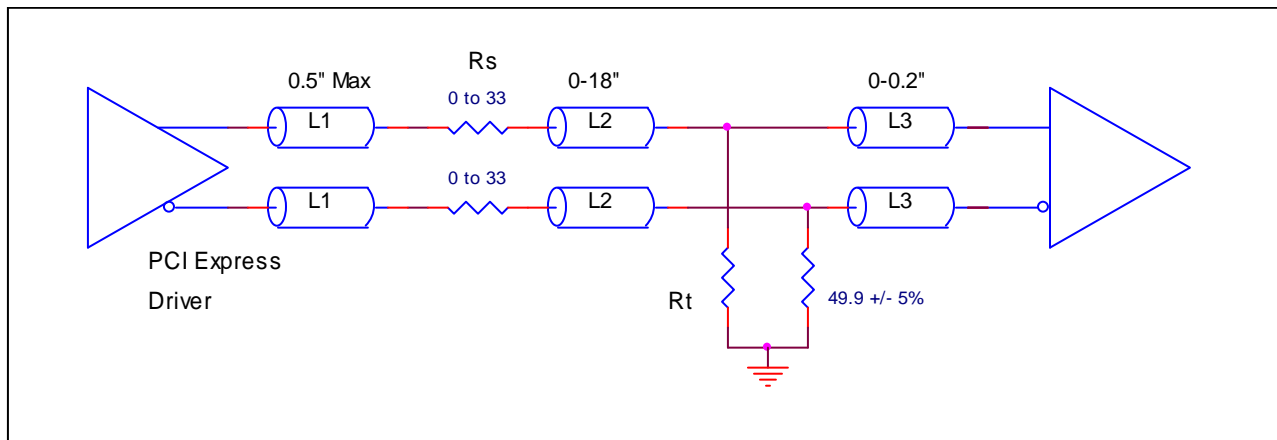 Rs
0.5" Max
0-18"
0-0.2"
0 to 33
L1
L2
L3
0 to 33
L1
L2
L3
PCI Express
Driver
Rt
49.9 +/- 5%